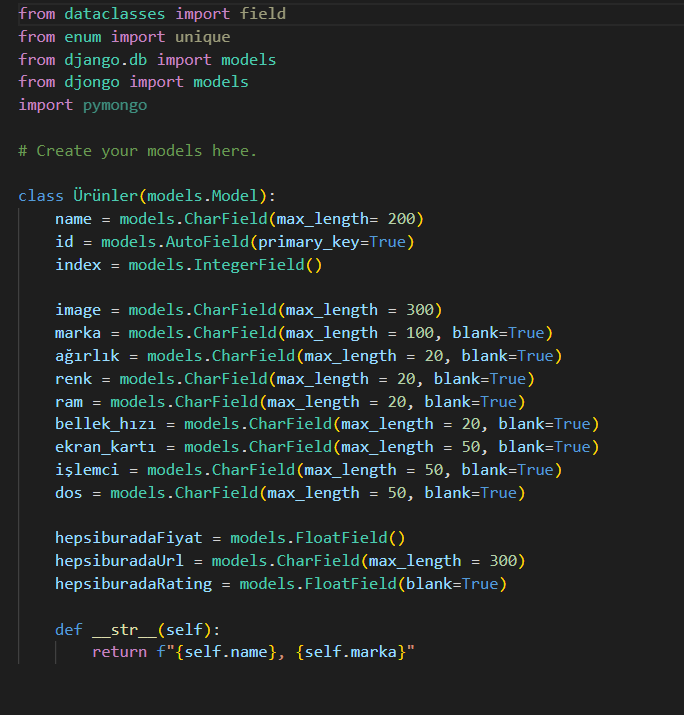 from dataclasses import field
from enum import unique
from django.db import models
from djongo import models
import pymongo
# Create your models here.
class Ürünler(models.Model):
name = models.CharField(max_length= 200)
id = models.AutoField(primary_key=True)
index = models.IntegerField()
image = models.CharField(max_length = 300)
marka = models.CharField(max_length = 100, blank=True)
ağırlık = models.CharField(max_length = 20, blank=True)
renk = models.CharField(max_length = 20, blank=True)
ram = models.CharField(max_length = 20, blank=True)
bellek_hızı = models.CharField(max_length = 20, blank=True)
ekran_kartı = models.CharField(max_length = 50, blank=True)
işlemci = models.CharField(max_length = 50, blank=True)
dos = models.CharField(max_length = 50, blank=True)
hepsiburadaFiyat = models.FloatField()
hepsiburadaUrl = models.CharField(max_length = 300)
hepsiburadaRating = models.FloatField(blank=True)
def __str__(self):
return f"{self.name}, {self.marka}"